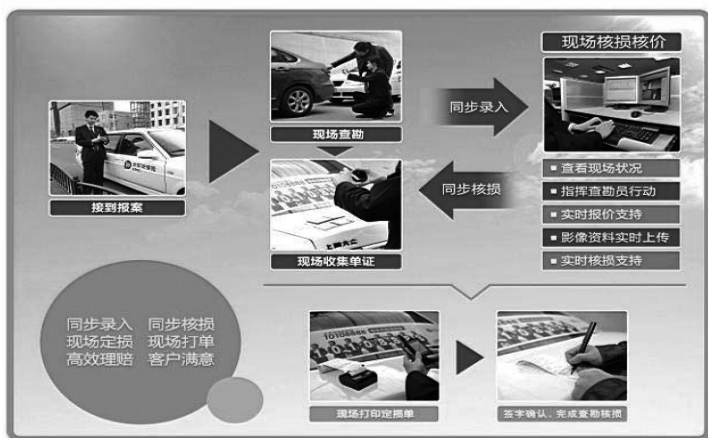 现场核损核价
同步录入
现场查勘
接到报案
同步核损
现场收集单证
查看现场状况
指挥查勘员行动
实时报价支持
影像资料实时上传
实时核损支持
同步录入 同步核损
现场定损 现场打单
高效理赔 客户满意
现场打印定损单
签字确认、完成查勘核损